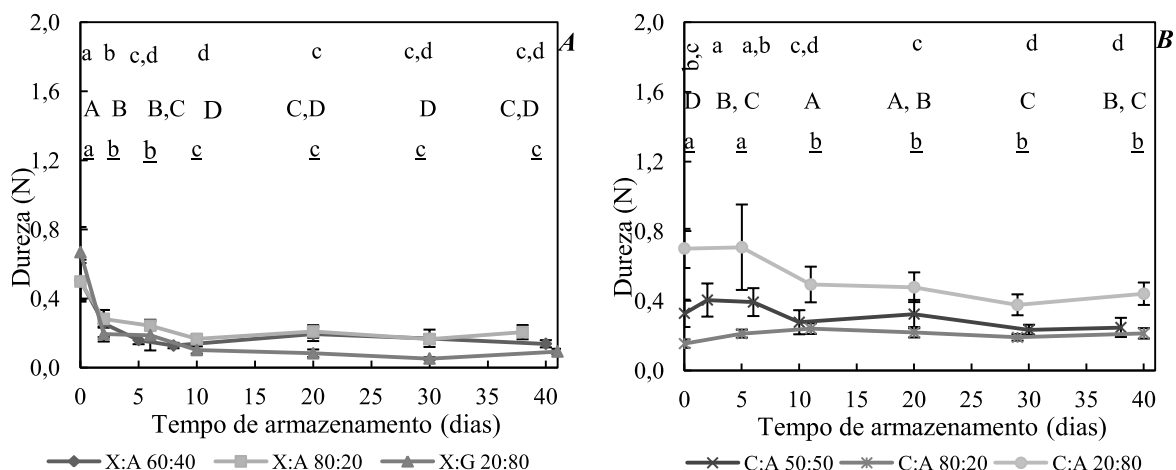 2,0
1,6
1,2
0,8
0,4
0,0
Dureza (N)
a b c,d d c c,d c,d
A B B,C D C,D D C,D
a b b c c c c
A
0 5 10 15 20 25 30 35 40
Tempo de armazenamento (dias)
X:A 60:40 X:A 80:20 X:G 20:80
2,0
1,6
1,2
0,8
0,4
0,0
Dureza (N)
b,c a a,b c,d c d d
D B, C A A, B C B, C
a a b b b b
B
0 5 10 15 20 25 30 35 40
Tempo de armazenamento (dias)
C:A 50:50 C:A 80:20 C:A 20:80